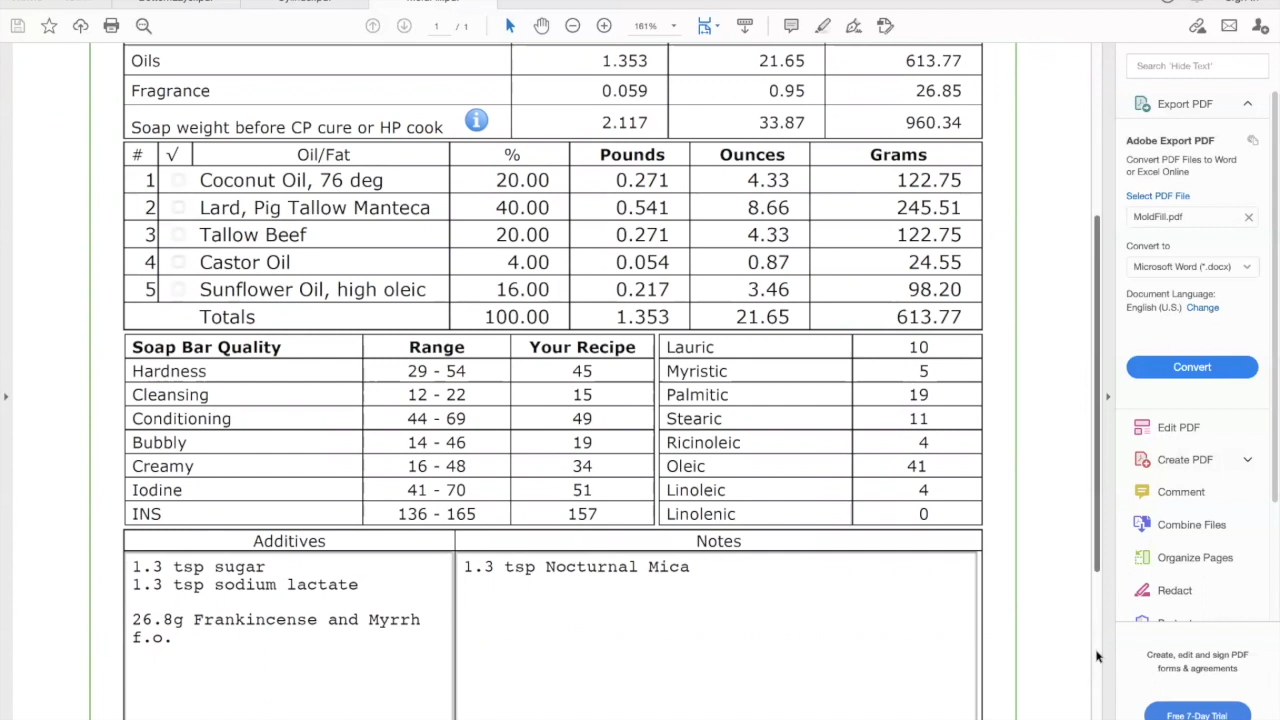 1 / 1
161%
Search 'Hide Text'
Export PDF
Adobe Export PDF
Convert PDF Files to Word
or Excel Online
Select PDF File
MoldFill.pdf
Convert to
Microsoft Word (*.docx)
Document Language:
English (U.S.) Change
Convert
Edit PDF
Create PDF
Comment
Combine Files
Organize Pages
Redact
Create, edit and sign PDF
forms & agreements
Free 7-Day Trial
Oils 1.353 21.65 613.77
Fragrance 0.059 0.95 26.85
Soap weight before CP cure or HP cook i 2.117 33.87 960.34
# √ Oil/Fat % Pounds Ounces Grams
1 Coconut Oil, 76 deg 20.00 0.271 4.33 122.75
2 Lard, Pig Tallow Manteca 40.00 0.541 8.66 245.51
3 Tallow Beef 20.00 0.271 4.33 122.75
4 Castor Oil 4.00 0.054 0.87 24.55
5 Sunflower Oil, high oleic 16.00 0.217 3.46 98.20
Totals 100.00 1.353 21.65 613.77
Soap Bar Quality Range Your Recipe Lauric 10
Hardness 29 - 54 45 Myristic 5
Cleansing 12 - 22 15 Palmitic 19
Conditioning 44 - 69 49 Stearic 11
Bubbly 14 - 46 19 Ricinoleic 4
Creamy 16 - 48 34 Oleic 41
Iodine 41 - 70 51 Linoleic 4
INS 136 - 165 157 Linolenic 0
Additives Notes
1.3 tsp sugar
1.3 tsp sodium lactate
26.8g Frankincense and Myrrh
f.o.
1.3 tsp Nocturnal Mica